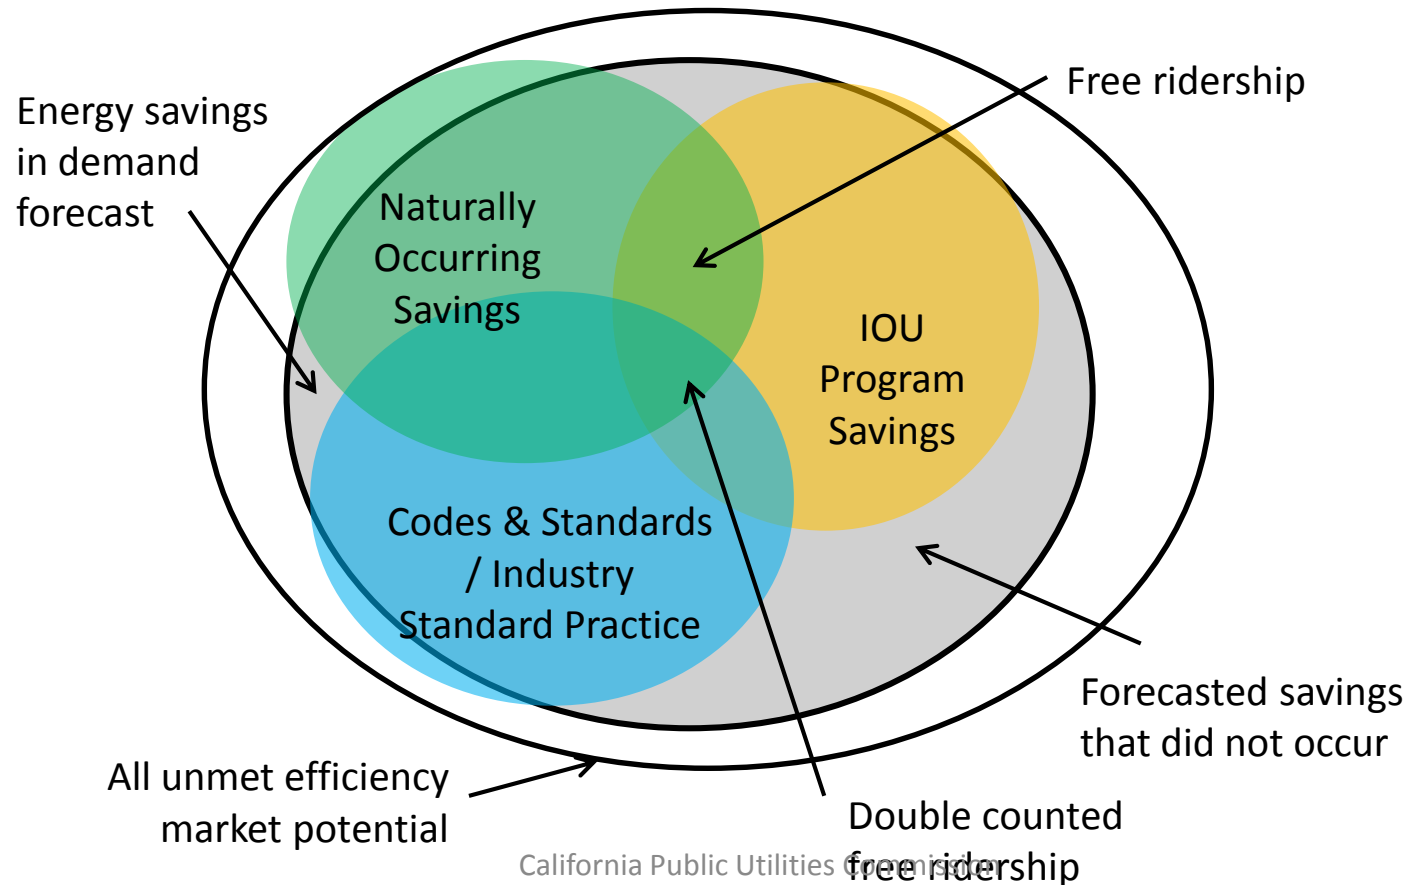 Free ridership
Energy savings
in demand
forecast
Naturally
Occurring
Savings
IOU
Program
Savings
Codes & Standards
/ Industry
Standard Practice
Forecasted savings
that did not occur
All unmet efficiency
market potential
Double counted
free ridership
California Public Utilities Commission